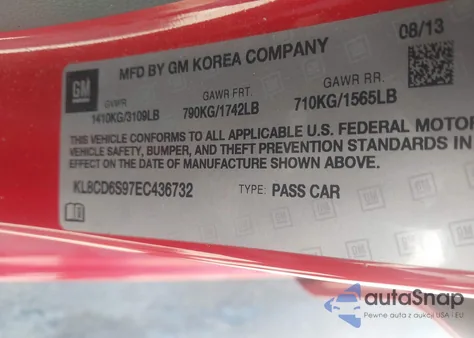 08/13
MFD BY GM KOREA COMPANY
GM
GVWR GAWR FRT. GAWR RR.
1410KG/3109LB 790KG/1742LB 710KG/1565LB
THIS VEHICLE CONFORMS TO ALL APPLICABLE U.S. FEDERAL MOTOR
VEHICLE SAFETY, BUMPER, AND THEFT PREVENTION STANDARDS IN
EFFECT ON THE DATE OF MANUFACTURE SHOWN ABOVE.
KL8CD6S97EC436732 TYPE: PASS CAR
autoSnap
Pewne auta z aukcji USA i EU